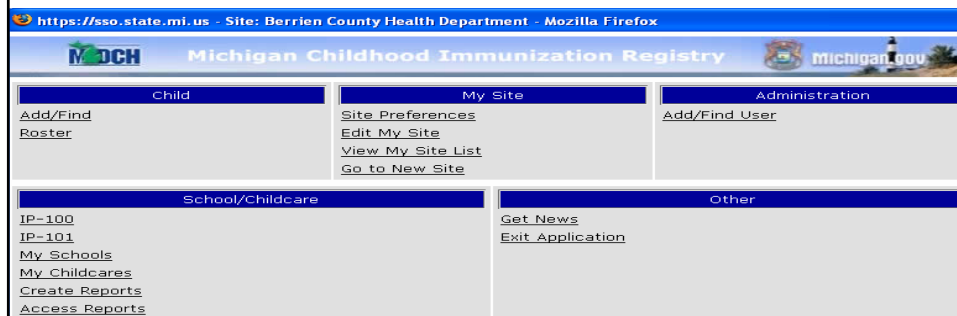 https://sso.state.mi.us - Site: Berrien County Health Department - Mozilla Firefox
MDCH Michigan Childhood Immunization Registry Michigan.gov
Child
Add/Find
Roster
My Site
Site Preferences
Edit My Site
View My Site List
Go to New Site
Administration
Add/Find User
School/Childcare
IP-100
IP-101
My Schools
My Childcares
Create Reports
Access Reports
Other
Get News
Exit Application